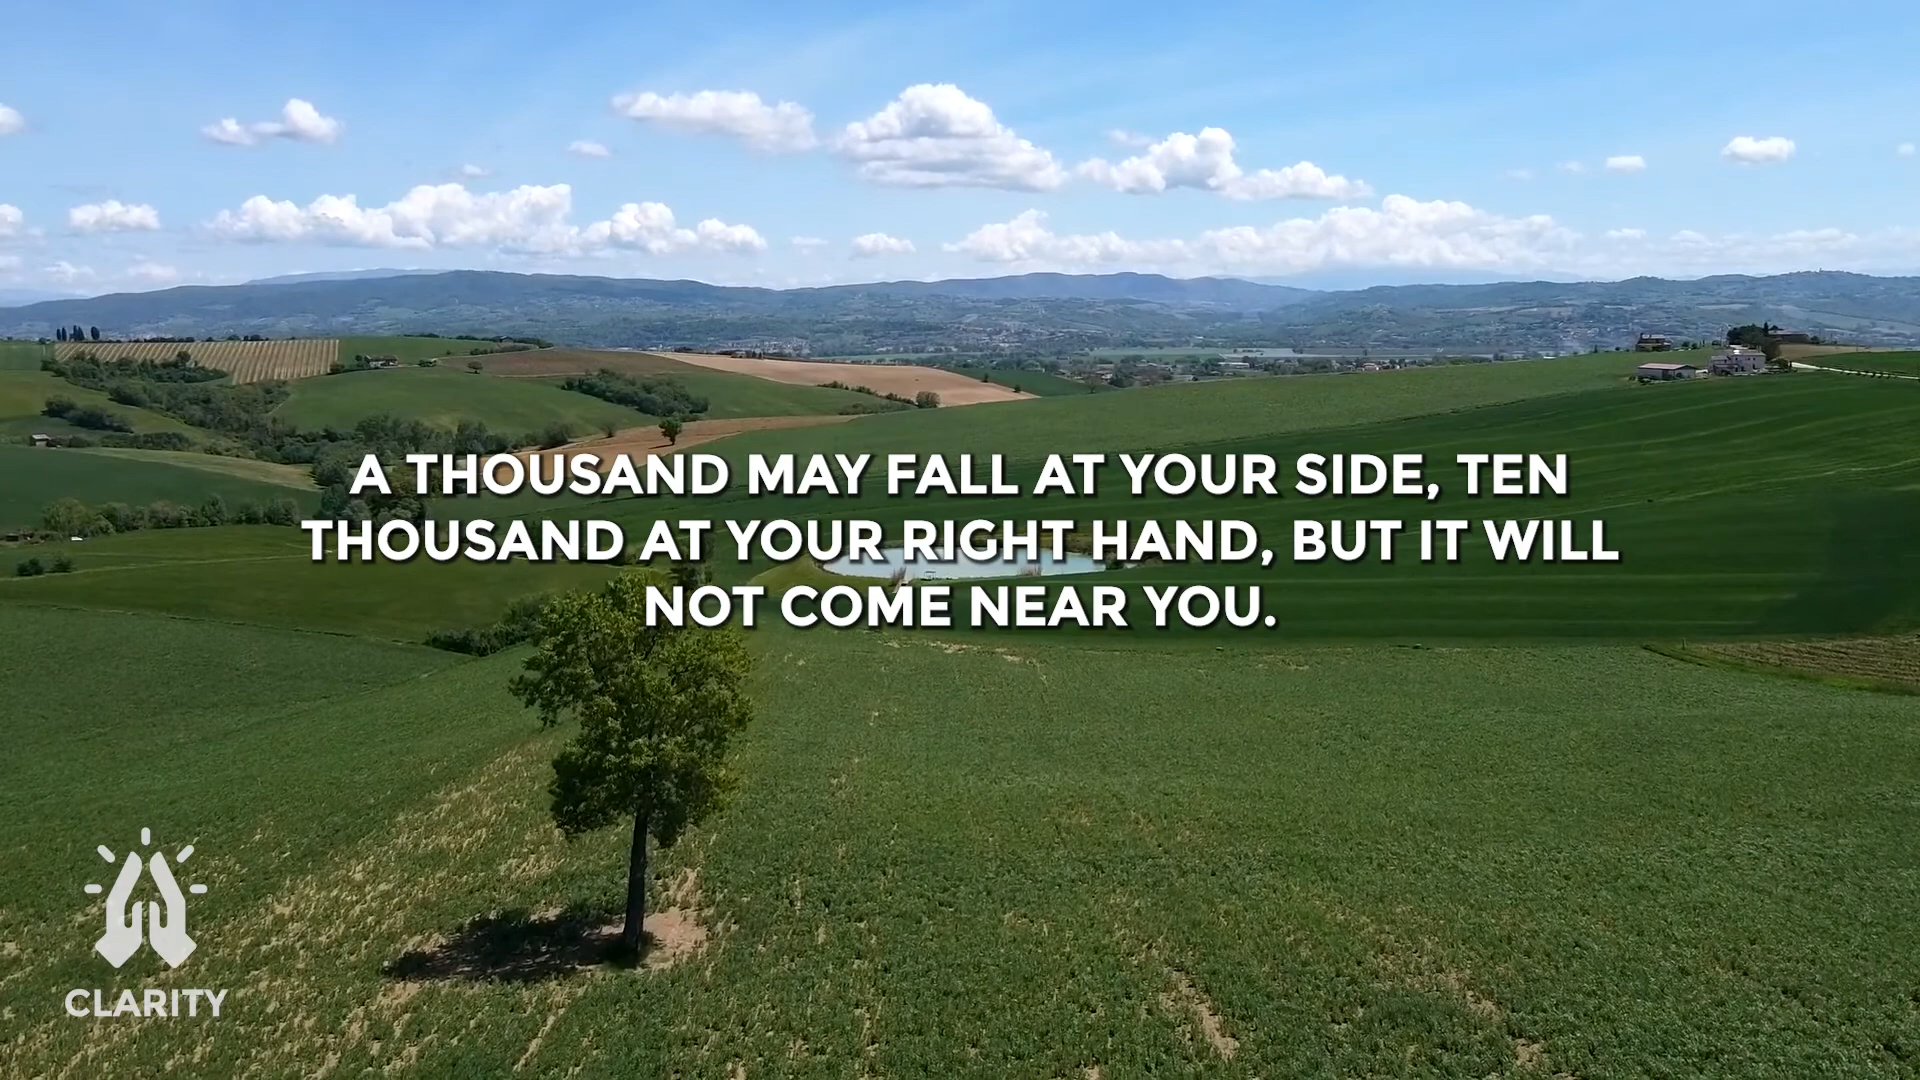 A THOUSAND MAY FALL AT YOUR SIDE, TEN
THOUSAND AT YOUR RIGHT HAND, BUT IT WILL
NOT COME NEAR YOU.
CLARITY